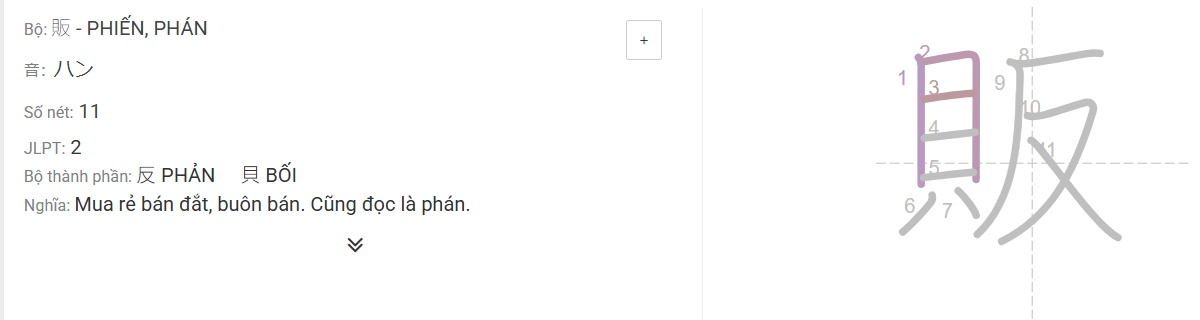 Bộ: 販 - PHIẾN, PHÁN
+
音: ハン
Số nét: 11
JLPT: 2
Bộ thành phần: 反 PHẢN 貝 BỐI
Nghĩa: Mua rẻ bán đắt, buôn bán. Cũng đọc là phán.
販
1
2
3
4
5
6
7
8
9
10
11